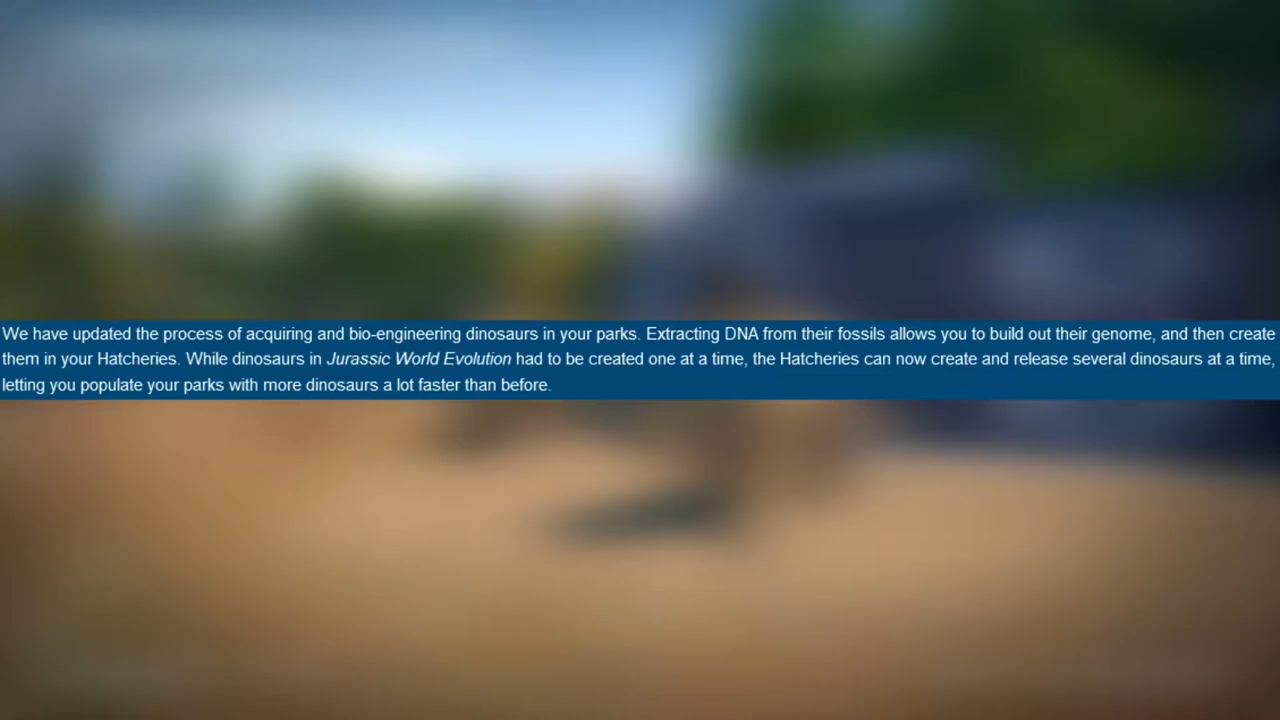 We have updated the process of acquiring and bio-engineering dinosaurs in your parks. Extracting DNA from their fossils allows you to build out their genome, and then create
them in your Hatcheries. While dinosaurs in Jurassic World Evolution had to be created one at a time, the Hatcheries can now create and release several dinosaurs at a time,
letting you populate your parks with more dinosaurs a lot faster than before.